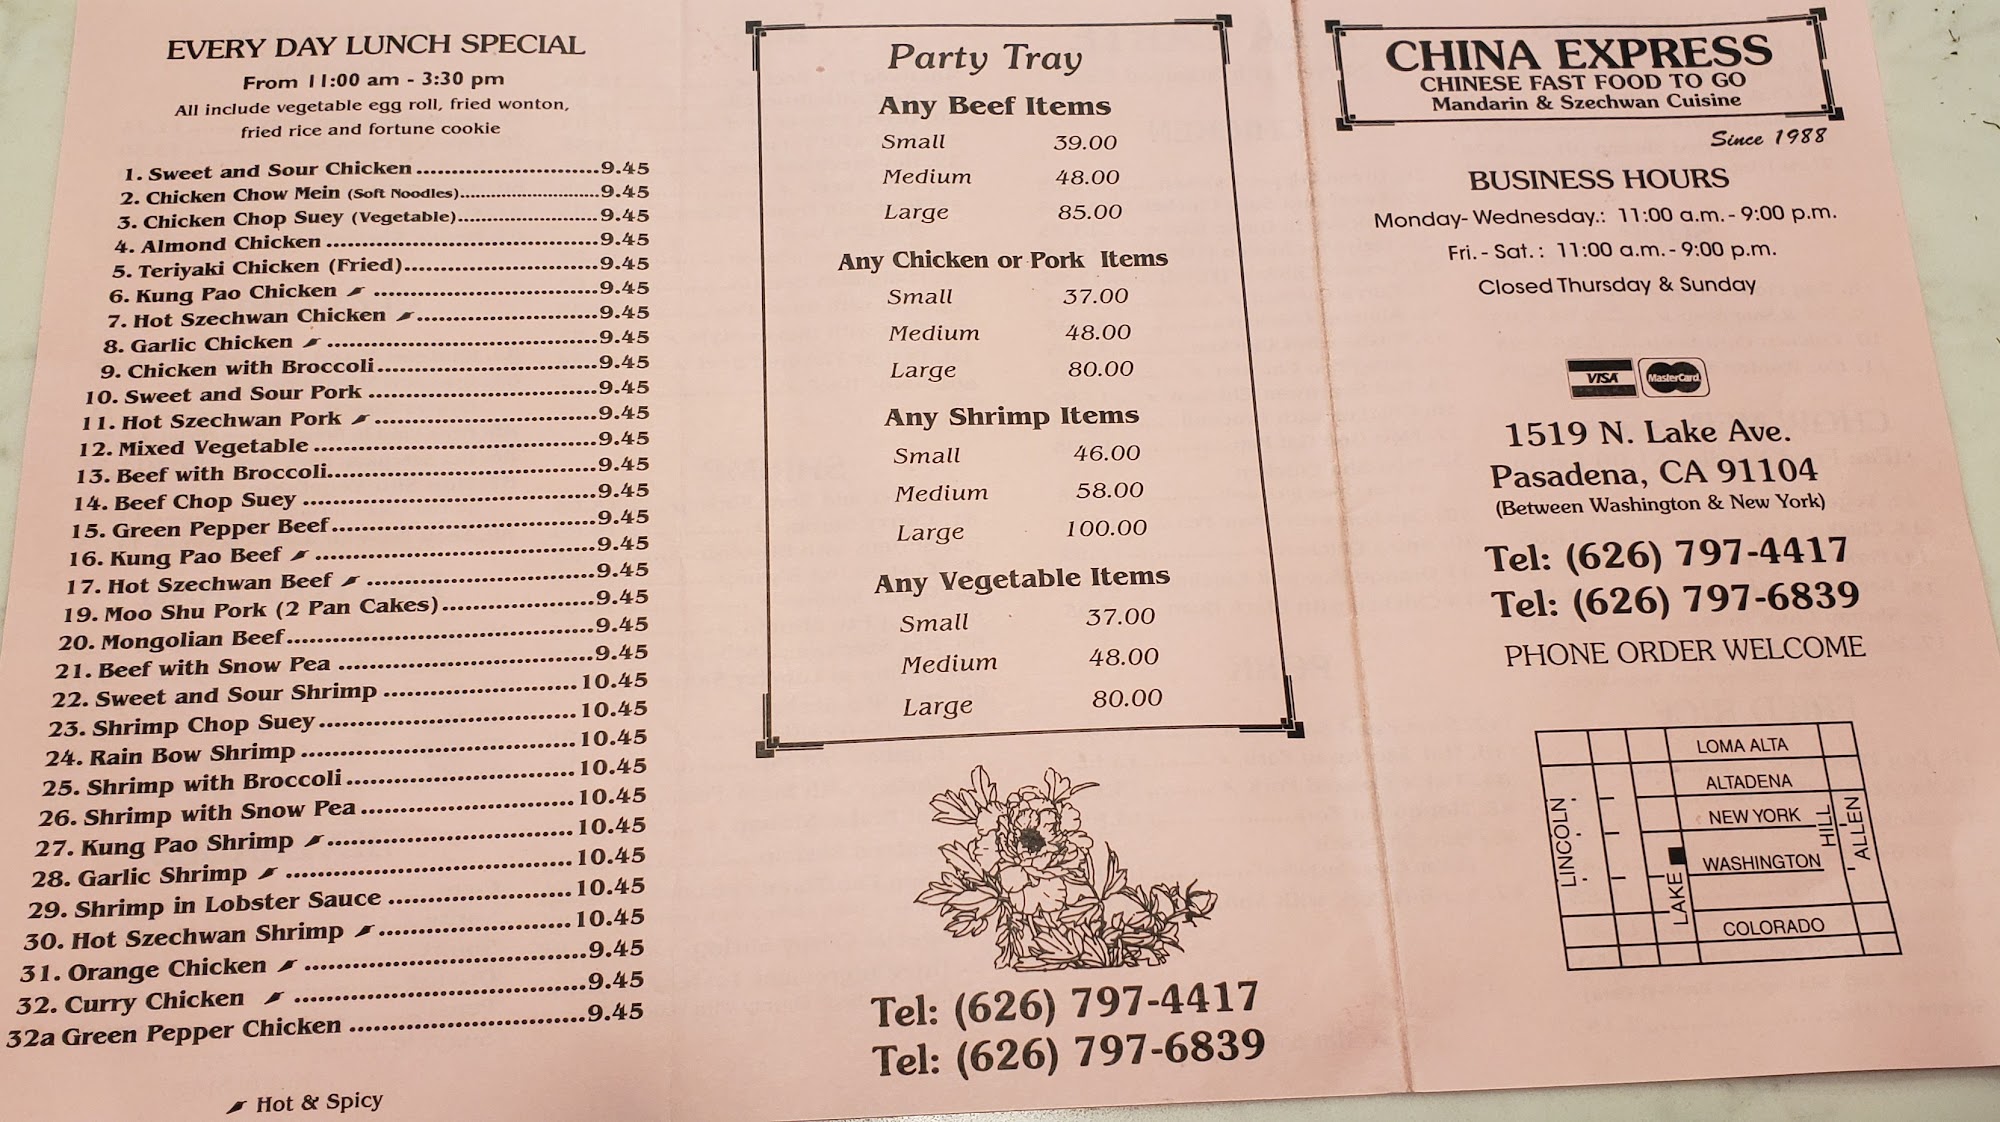 EVERY DAY LUNCH SPECIAL
From 11:00 am - 3:30 pm
All include vegetable egg roll, fried wonton,
fried rice and fortune cookie
1. Sweet and Sour Chicken 9.45
2. Chicken Chow Mein (Soft Noodles) 9.45
3. Chicken Chop Suey (Vegetable) 9.45
4. Almond Chicken 9.45
5. Teriyaki Chicken (Fried) 9.45
6. Kung Pao Chicken 9.45
7. Hot Szechwan Chicken 9.45
8. Garlic Chicken 9.45
9. Chicken with Broccoli 9.45
10. Sweet and Sour Pork 9.45
11. Hot Szechwan Pork 9.45
12. Mixed Vegetable 9.45
13. Beef with Broccoli 9.45
14. Beef Chop Suey 9.45
15. Green Pepper Beef 9.45
16. Kung Pao Beef 9.45
17. Hot Szechwan Beef 9.45
19. Moo Shu Pork (2 Pan Cakes) 9.45
20. Mongolian Beef 9.45
21. Beef with Snow Pea 9.45
22. Sweet and Sour Shrimp 10.45
23. Shrimp Chop Suey 10.45
24. Rain Bow Shrimp 10.45
25. Shrimp with Broccoli 10.45
26. Shrimp with Snow Pea 10.45
27. Kung Pao Shrimp 10.45
28. Garlic Shrimp 10.45
29. Shrimp in Lobster Sauce 10.45
30. Hot Szechwan Shrimp 10.45
31. Orange Chicken 9.45
32. Curry Chicken 9.45
32a Green Pepper Chicken 9.45
Hot & Spicy
Party Tray
Any Beef Items
Small 39.00
Medium 48.00
Large 85.00
Any Chicken or Pork Items
Small 37.00
Medium 48.00
Large 80.00
Any Shrimp Items
Small 46.00
Medium 58.00
Large 100.00
Any Vegetable Items
Small 37.00
Medium 48.00
Large 80.00
Tel: (626) 797-4417
Tel: (626) 797-6839
CHINA EXPRESS
CHINESE FAST FOOD TO GO
Mandarin & Szechwan Cuisine
Since 1988
BUSINESS HOURS
Monday- Wednesday.: 11:00 a.m. - 9:00 p.m.
Fri. - Sat. : 11:00 a.m. - 9:00 p.m.
Closed Thursday & Sunday
VISA MasterCard
1519 N. Lake Ave.
Pasadena, CA 91104
(Between Washington & New York)
Tel: (626) 797-4417
Tel: (626) 797-6839
PHONE ORDER WELCOME
LOMA ALTA
ALTADENA
NEW YORK
WASHINGTON
COLORADO
LINCOLN
LAKE
HILL
ALLEN